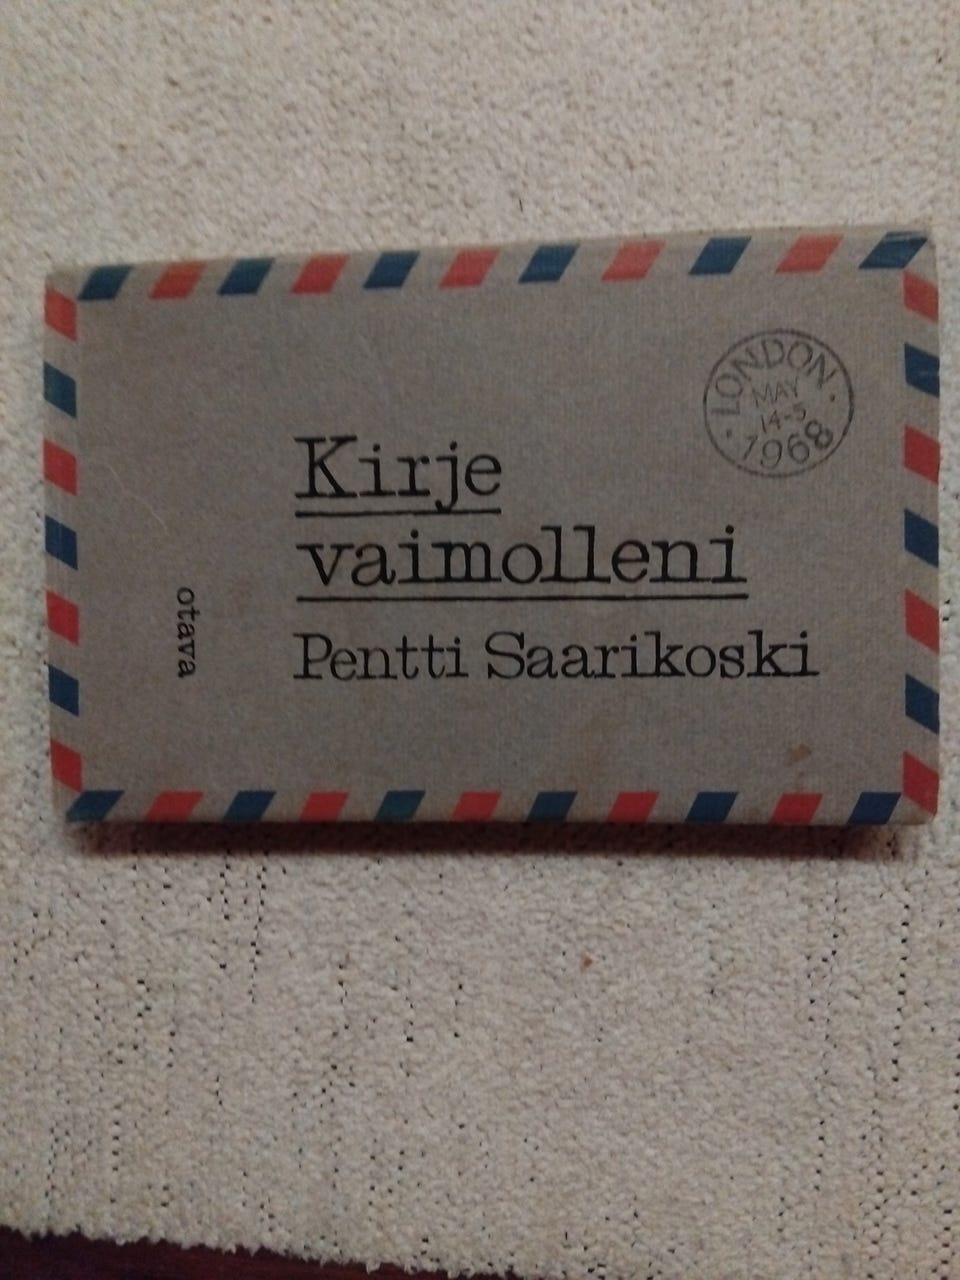 LONDON
MAY
14-5
1968
Kirje
vaimolleni
Pentti Saarikoski
otava